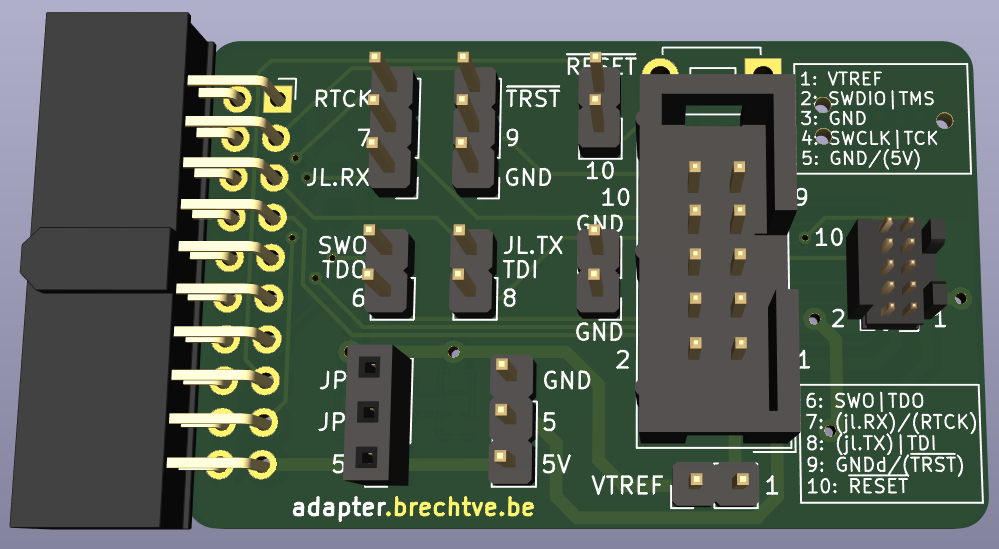 RESET
RTCK
TRST
7
9
JL.RX
GND
10
10
9
1: VTREF
2: SWDIO|TMS
3: GND
4: SWCLK|TCK
5: GND/(5V)
GND
SWO
TDO
6
JL.TX
TDI
8
GND
10
2
1
2
1
JP
JP
5
GND
5
5V
VTREF
1
6: SWO|TDO
7: (jl.RX)/(RTCK)
8: (jl.TX)|TDI
9: GNDd/(TRST)
10: RESET
adapter.brechtve.be